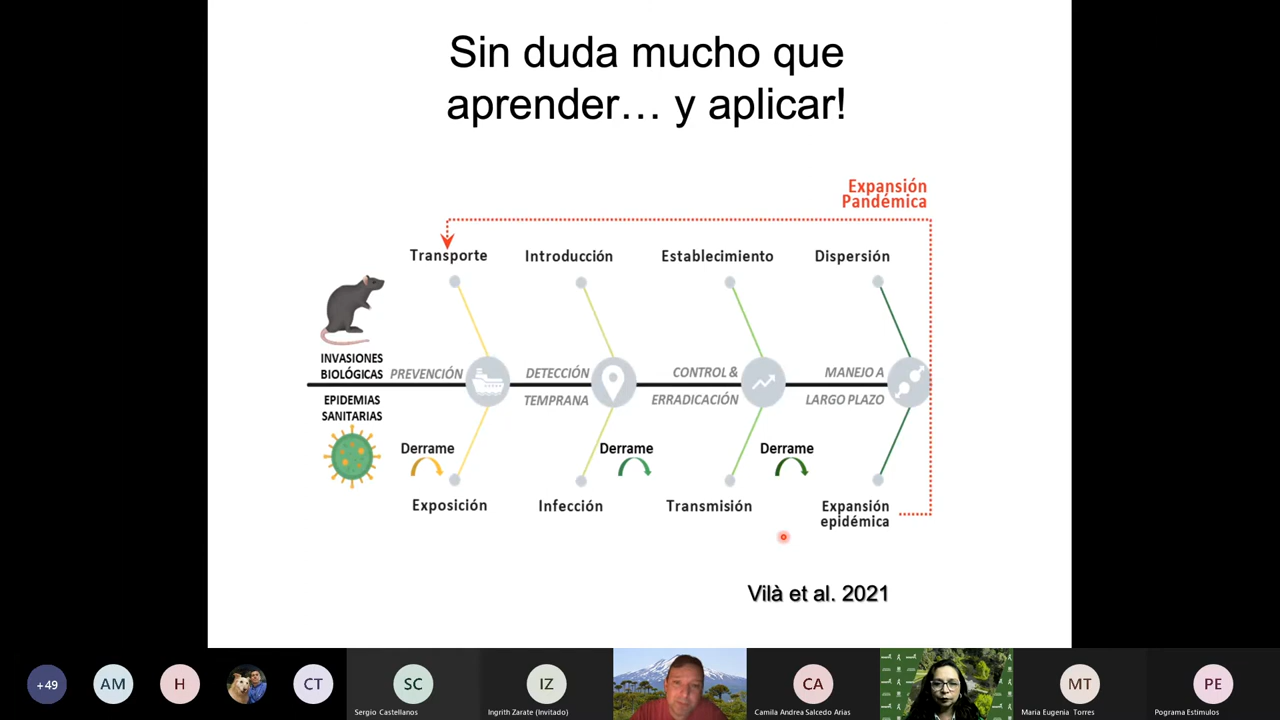 Sin duda mucho que
aprender… y aplicar!
Expansión
Pandémica
Transporte
Introducción
Establecimiento
Dispersión
INVASIONES
BIOLÓGICAS
PREVENCIÓN
DETECCIÓN
CONTROL &
MANEJO A
EPIDEMIAS
SANITARIAS
TEMPRANA
ERRADICACIÓN
LARGO PLAZO
Derrame
Derrame
Derrame
Exposición
Infección
Transmisión
Expansión
epidémica
Vilà et al. 2021
+49
AM
H
CT
SC
IZ
CA
MT
PE
Sergio Castellanos
Ingrith Zarate (Invitado)
Camila Andrea Salcedo Arias
Maria Eugenia Torres
Pograma Estimulos